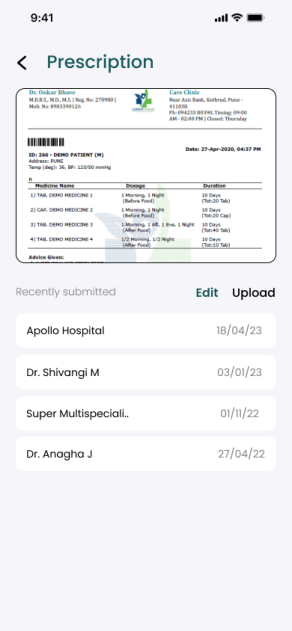 9:41
Prescription
Dr. Onkar Bhave
M.B.B.S., M.D., M.S | Reg. No: 270988 |
Mob. No: 8983390126
Care Clinic
Near Axis Bank, Kothrud, Pune -
411038.
Ph: 094233 80390, Timing: 09:00
AM - 02:00 PM | Closed: Thursday
Date: 27-Apr-2020, 04:37 PM
ID: 266 - DEMO PATIENT (M)
Address: PUNE
Temp (deg): 36, BP: 120/80 mmHg
R
Medicine Name Dosage Duration
1) TAB. DEMO MEDICINE 1 1 Morning, 1 Night 10 Days
(Before Food) (Tot:20 Tab)
2) CAP. DEMO MEDICINE 2 1 Morning, 1 Night 10 Days
(Before Food) (Tot:20 Cap)
3) TAB. DEMO MEDICINE 3 1 Morning, 1 Aft, 1 Eve, 1 Night 10 Days
(After Food) (Tot:40 Tab)
4) TAB. DEMO MEDICINE 4 1/2 Morning, 1/2 Night 10 Days
(After Food) (Tot:10 Tab)
Advice Given:
Recently submitted Edit Upload
Apollo Hospital 18/04/23
Dr. Shivangi M 03/01/23
Super Multispeciali.. 01/11/22
Dr. Anagha J 27/04/22